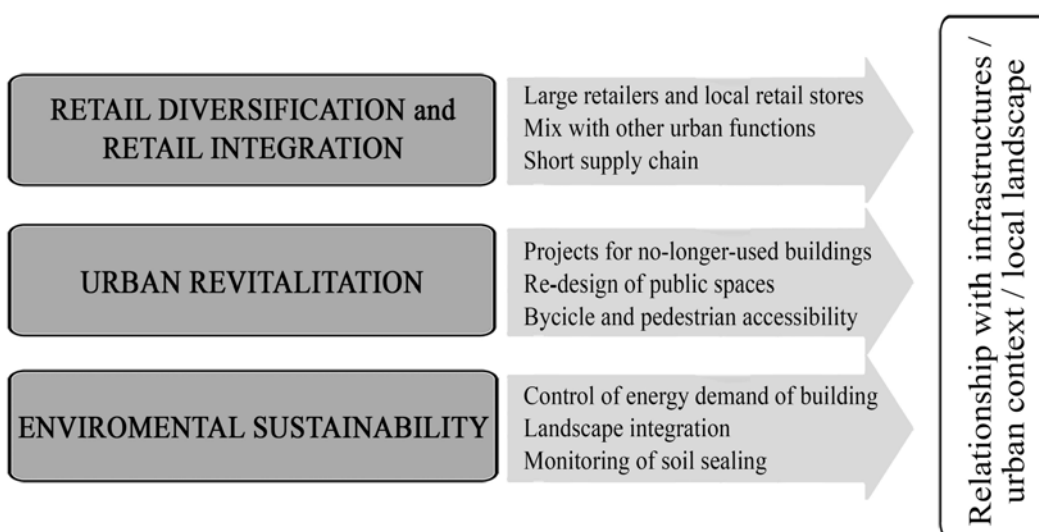 RETAIL DIVERSIFICATION and
RETAIL INTEGRATION
Large retailers and local retail stores
Mix with other urban functions
Short supply chain
URBAN REVITALITATION
Projects for no-longer-used buildings
Re-design of public spaces
Bycicle and pedestrian accessibility
ENVIROMENTAL SUSTAINABILITY
Control of energy demand of building
Landscape integration
Monitoring of soil sealing
Relationship with infrastructures /
urban context / local landscape